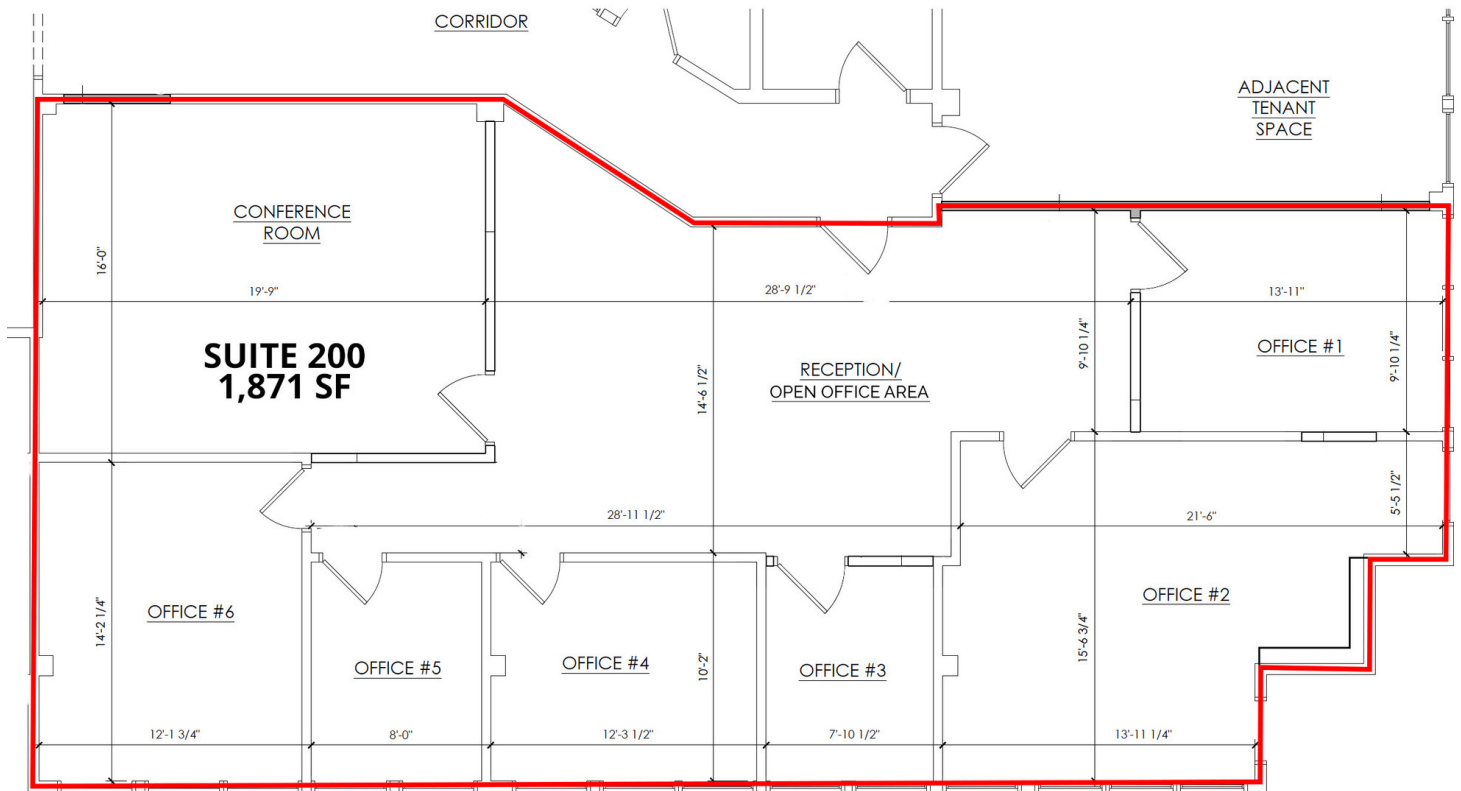 CORRIDOR
ADJACENT
TENANT
SPACE
CONFERENCE
ROOM
16'-0"
19'-9"
28'-9 1/2"
13'-11"
SUITE 200
1,871 SF
RECEPTION/
OPEN OFFICE AREA
14'-6 1/2"
9'-10 1/4"
OFFICE #1
9'-10 1/4"
28'-11 1/2"
21'-6"
5'-5 1/2"
OFFICE #6
14'-2 1/4"
OFFICE #5
OFFICE #4
10'-2"
OFFICE #3
15'-6 3/4"
OFFICE #2
12'-1 3/4"
8'-0"
12'-3 1/2"
7'-10 1/2"
13'-11 1/4"